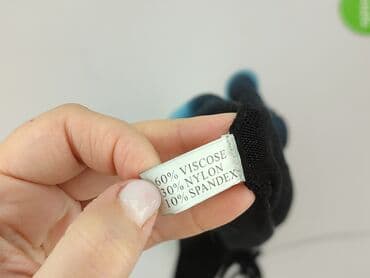 60% VISCOSE
30% NYLON
10% SPANDEX